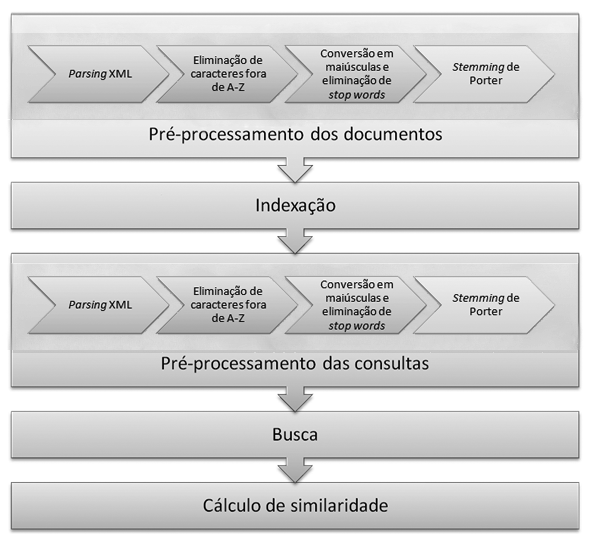 Parsing XML
Eliminação de
caracteres fora
de A-Z
Conversão em
maiúsculas e
eliminação de
stop words
Stemming de
Porter
Pré-processamento dos documentos
Indexação
Parsing XML
Eliminação de
caracteres fora
de A-Z
Conversão em
maiúsculas e
eliminação de
stop words
Stemming de
Porter
Pré-processamento das consultas
Busca
Cálculo de similaridade